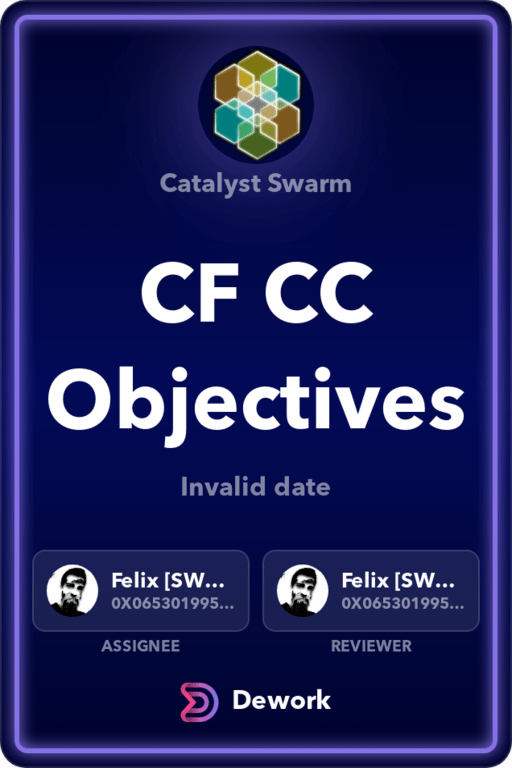 Catalyst Swarm
CF CC
Objectives
Invalid date
Felix [SW...
0X065301995...
ASSIGNEE
Felix [SW...
0X065301995...
REVIEWER
Dework